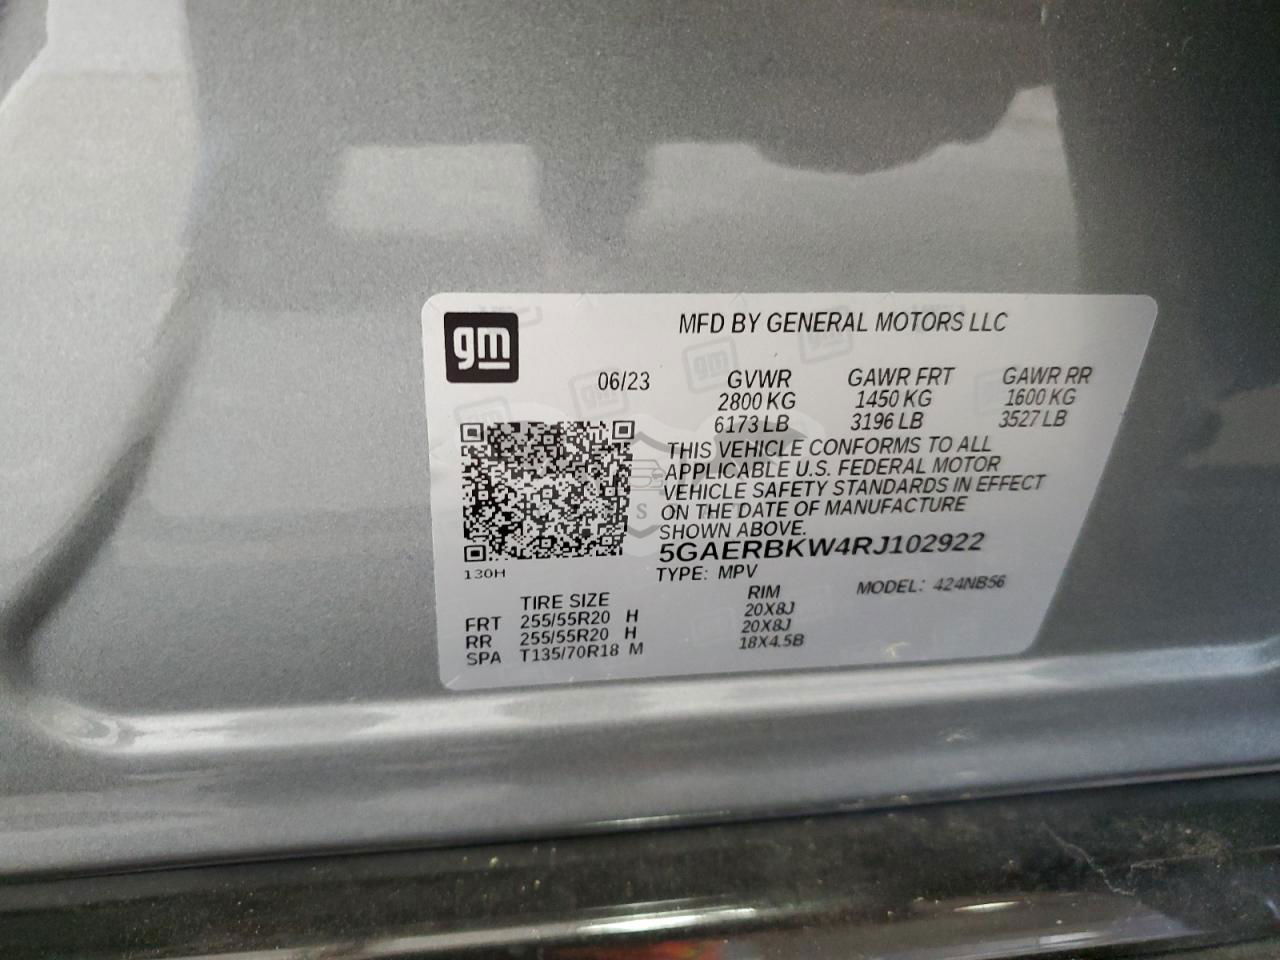 gm
MFD BY GENERAL MOTORS LLC
06/23 GVWR GAWR FRT GAWR RR
2800 KG 1450 KG 1600 KG
6173 LB 3196 LB 3527 LB
THIS VEHICLE CONFORMS TO ALL
APPLICABLE U.S. FEDERAL MOTOR
VEHICLE SAFETY STANDARDS IN EFFECT
ON THE DATE OF MANUFACTURE
SHOWN ABOVE.
5GAERBKW4RJ102922
130H
TYPE: MPV
MODEL: 424NB56
TIRE SIZE RIM
FRT 255/55R20 H 20X8J
RR 255/55R20 H 20X8J
SPA T135/70R18 M 18X4.5B